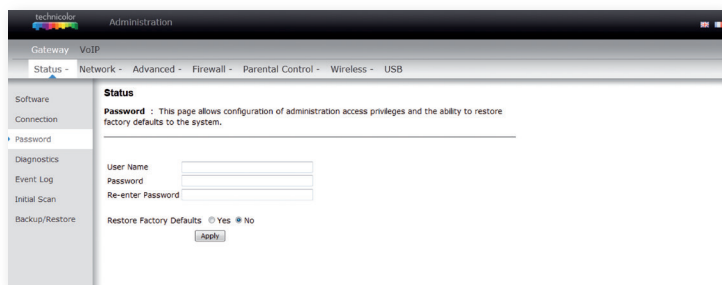 technicolor
Administration
Gateway VoIP
Status - Network - Advanced - Firewall - Parental Control - Wireless - USB
Software
Connection
Password
Diagnostics
Event Log
Initial Scan
Backup/Restore
Status
Password : This page allows configuration of administration access privileges and the ability to restore
factory defaults to the system.
User Name
Password
Re-enter Password
Restore Factory Defaults Yes No
Apply